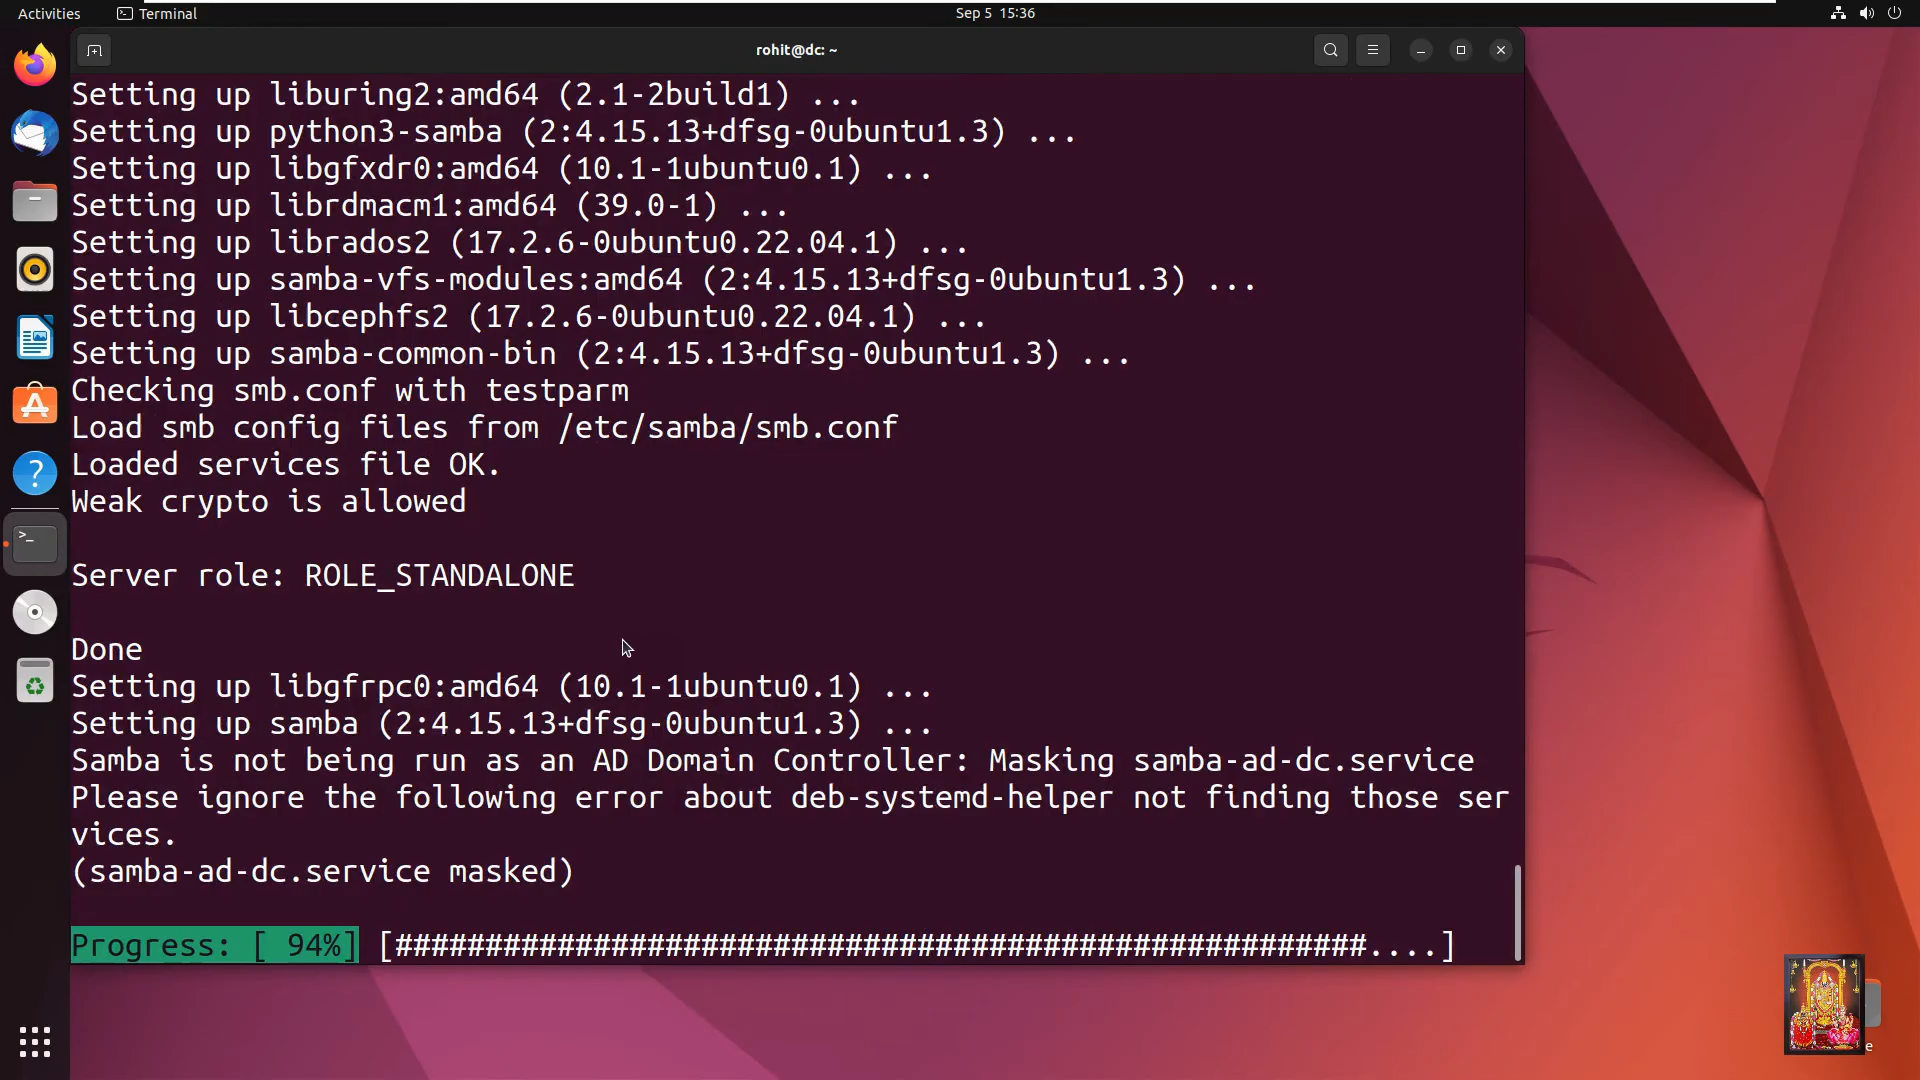 Activities
Terminal
Sep 5 15:36
rohit@dc: ~
Setting up liburing2:amd64 (2.1-2build1) ...
Setting up python3-samba (2:4.15.13+dfsg-0ubuntu1.3) ...
Setting up libgfxdr0:amd64 (10.1-1ubuntu0.1) ...
Setting up librdmacm1:amd64 (39.0-1) ...
Setting up librados2 (17.2.6-0ubuntu0.22.04.1) ...
Setting up samba-vfs-modules:amd64 (2:4.15.13+dfsg-0ubuntu1.3) ...
Setting up libcephfs2 (17.2.6-0ubuntu0.22.04.1) ...
Setting up samba-common-bin (2:4.15.13+dfsg-0ubuntu1.3) ...
Checking smb.conf with testparm
Load smb config files from /etc/samba/smb.conf
Loaded services file OK.
Weak crypto is allowed
Server role: ROLE_STANDALONE
Done
Setting up libgfrpc0:amd64 (10.1-1ubuntu0.1) ...
Setting up samba (2:4.15.13+dfsg-0ubuntu1.3) ...
Samba is not being run as an AD Domain Controller: Masking samba-ad-dc.service
Please ignore the following error about deb-systemd-helper not finding those ser
vices.
(samba-ad-dc.service masked)
Progress: [ 94%] [######################################################....]
e